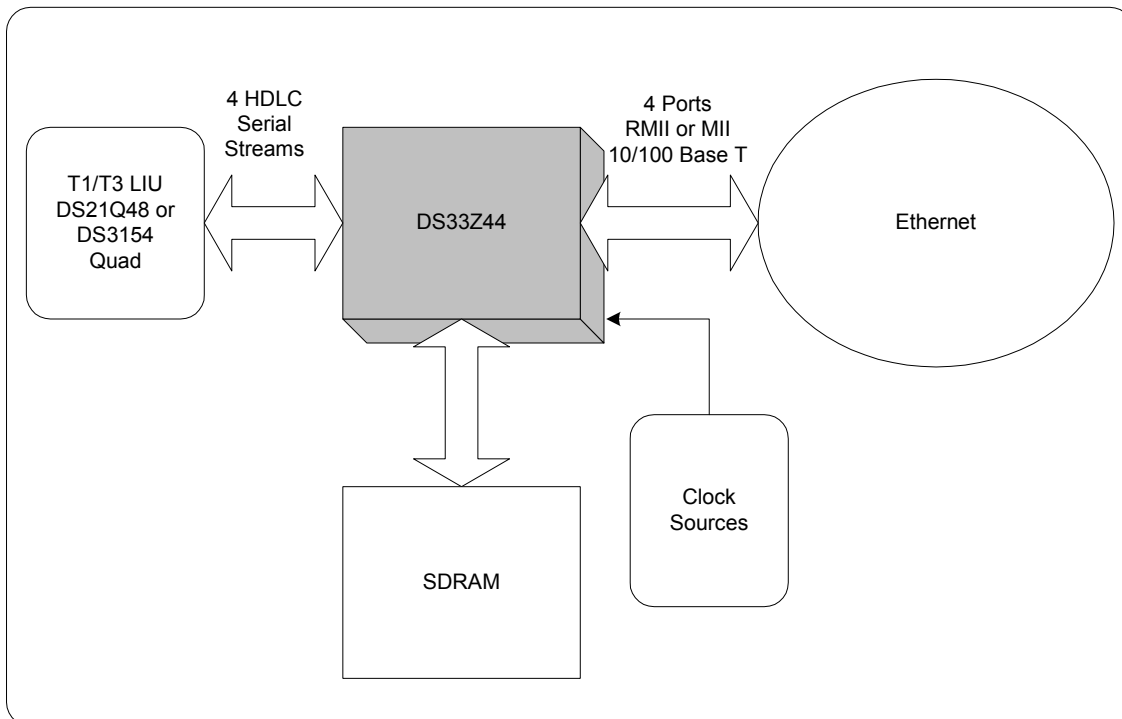 4 HDLC
Serial
Streams
4 Ports
RMII or MII
10/100 Base T
T1/T3 LIU
DS21Q48 or
DS3154
Quad
DS33Z44
Ethernet
Clock
Sources
SDRAM